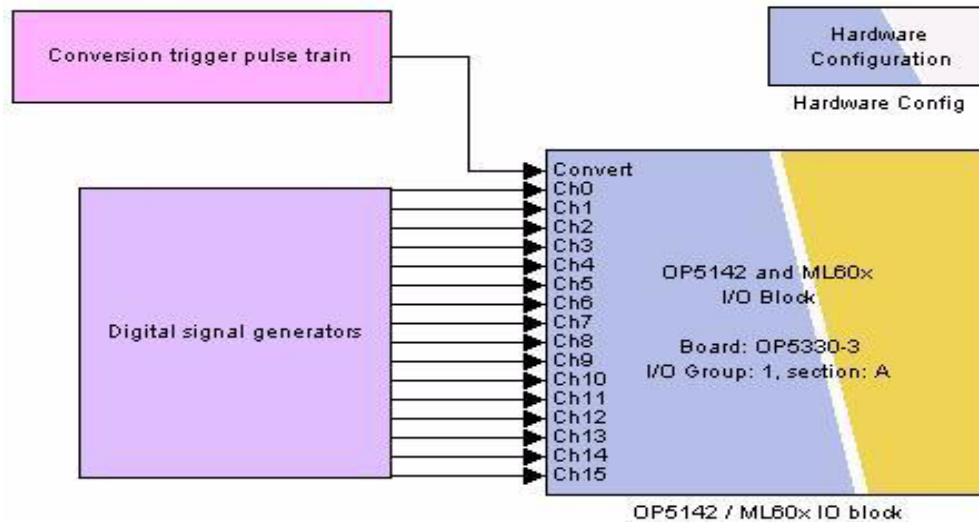 Conversion trigger pulse train
Hardware
Configuration
Hardware Config
Convert
Ch0
Ch1
Ch2
Ch3
Ch4
Ch5
Ch6
Ch7
Ch8
Ch9
Ch10
Ch11
Ch12
Ch13
Ch14
Ch15
Digital signal generators
OP5142 and ML60x
I/O Block
Board: OP5330-3
I/O Group: 1, section: A
OP5142 / ML60x IO block